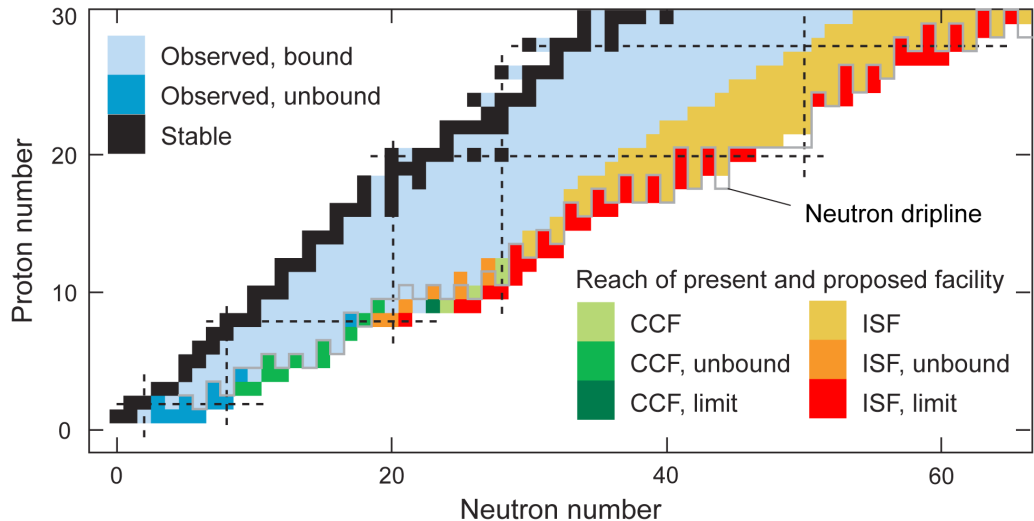 30
Observed, bound
Observed, unbound
Stable
20
Proton number
Neutron dripline
10
Reach of present and proposed facility
CCF
ISF
CCF, unbound
ISF, unbound
CCF, limit
ISF, limit
0
0
20
40
60
Neutron number